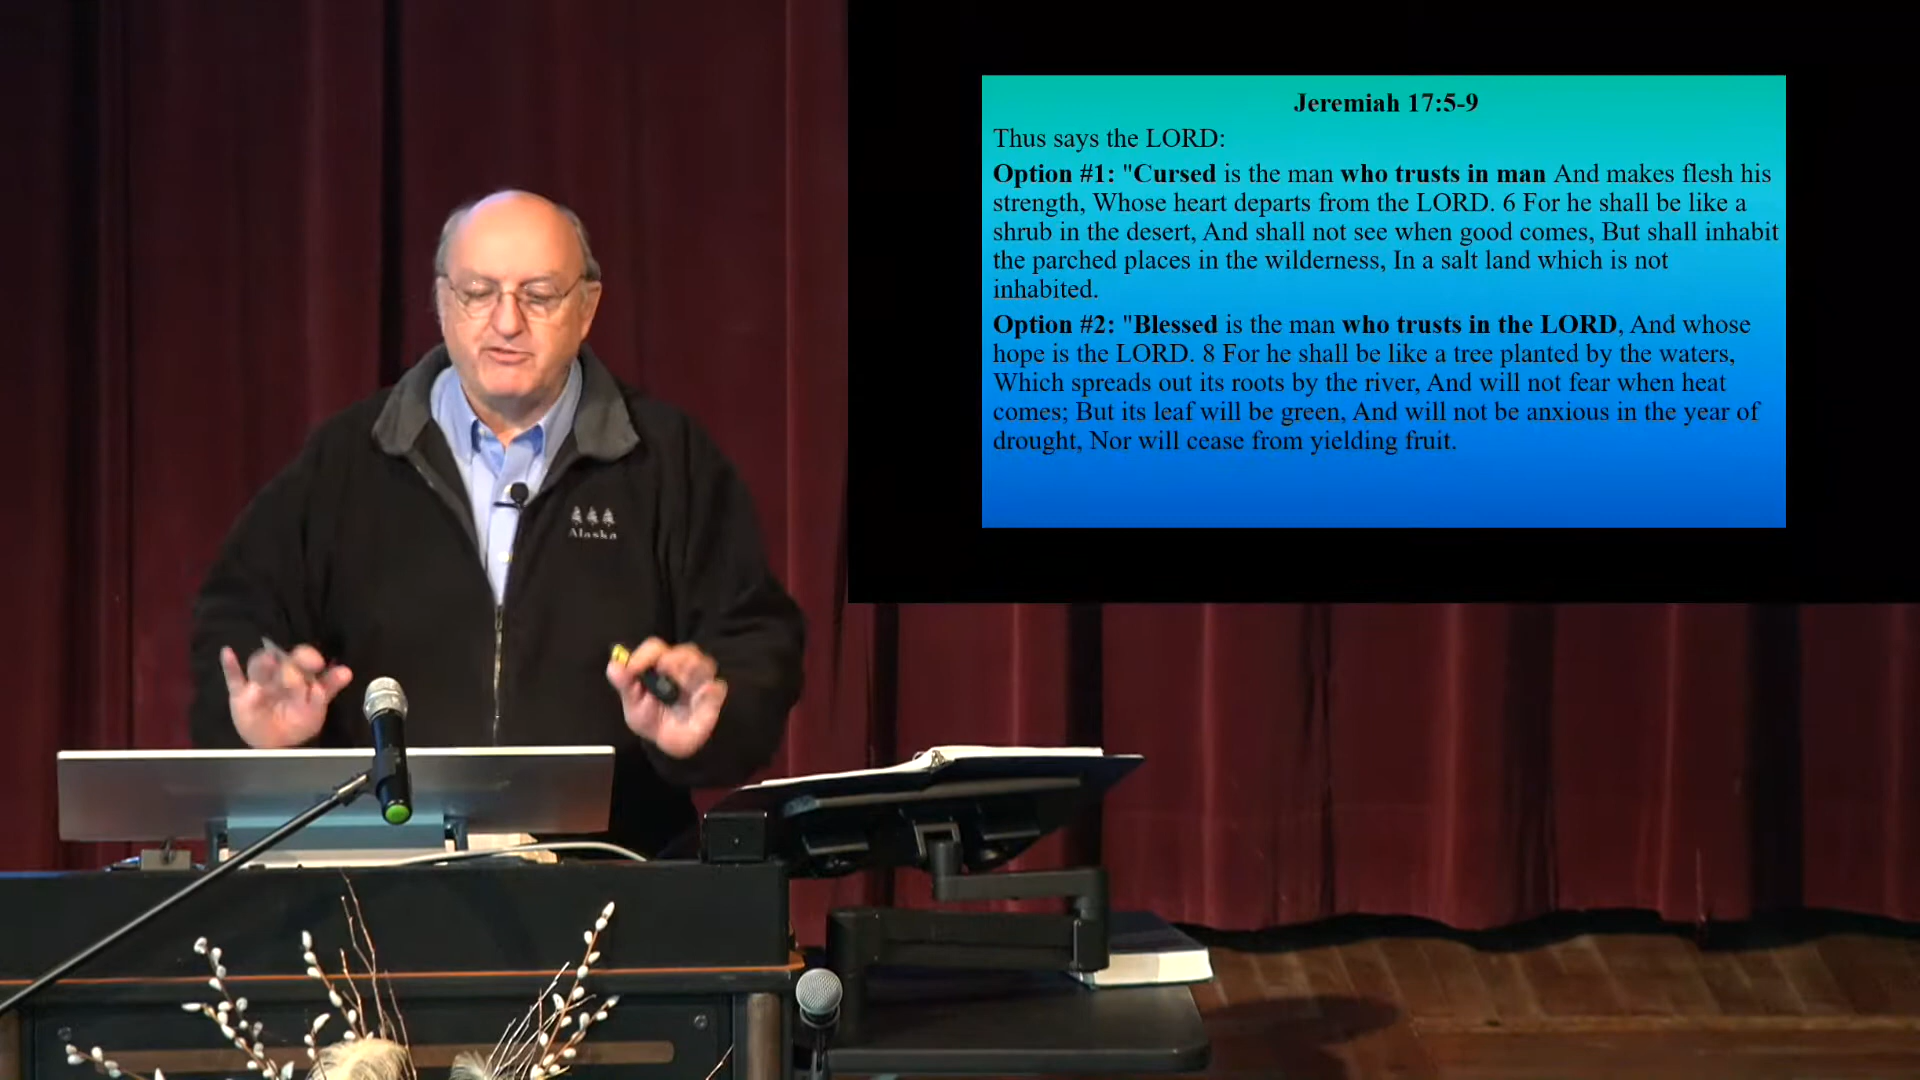 Jeremiah 17:5-9
Thus says the LORD:
Option #1: "Cursed is the man who trusts in man And makes flesh his
strength, Whose heart departs from the LORD. 6 For he shall be like a
shrub in the desert, And shall not see when good comes, But shall inhabit
the parched places in the wilderness, In a salt land which is not
inhabited.
Option #2: "Blessed is the man who trusts in the LORD, And whose
hope is the LORD. 8 For he shall be like a tree planted by the waters,
Which spreads out its roots by the river, And will not fear when heat
comes; But its leaf will be green, And will not be anxious in the year of
drought, Nor will cease from yielding fruit.
Alaska